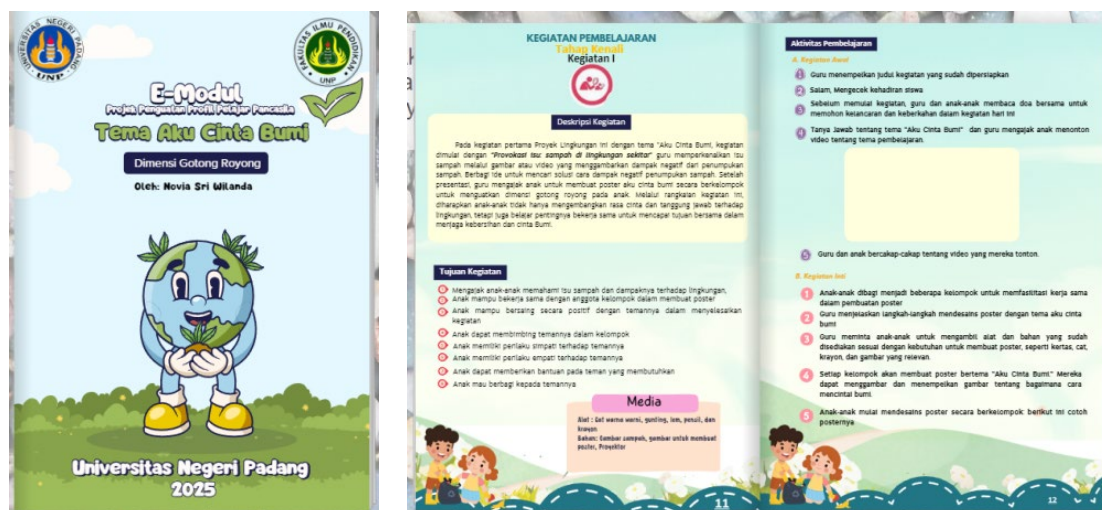 UNIVERSITAS NEGERI PADANG
UNP
FAKULTAS ILMU PENDIDIKAN
UNP
E-Modul
Projek Penguatan Profil Pelajar Pancasila
Tema Aku Cinta Bumi
Dimensi Gotong Royong
Oleh: Novia Sri Wilanda
Universitas Negeri Padang
2025
KEGIATAN PEMBELAJARAN
Tahap Kenali
Kegiatan I
Deskripsi Kegiatan
Pada kegiatan pertama Proyek Lingkungan ini dengan tema "Aku Cinta Bumi, kegiatan
dimulai dengan "Provokasi isu: sampah di lingkungan sekitar" guru memperkenalkan isu
sampah melalui gambar atau video yang menggambarkan dampak negatif dan penumpukan
sampah. Berbagi ide untuk mencari solusi cara dampak negatif penumpukan sampah. Setelah
presentasi, guru mengajak anak untuk membuat poster aku cinta bumi secara berkelompok
untuk menguatkan dimensi gotong royong pada anak. Melalui rangkaian kegiatan ini,
diharapkan anak-anak tidak hanya mengembangkan rasa cinta dan tanggung jawab terhadap
lingkungan, tetapi juga belajar pentingnya bekerja sama untuk mencapai tujuan bersama dalam
menjaga kebersihan dan cinta Bumi.
Tujuan Kegiatan
Mengajak anak-anak memahami isu sampah dan dampaknya terhadap lingkungan,
Anak mampu bekerja sama dengan anggota kelompok dalam membuat poster
Anak mampu bersaing secara positif dengan temannya dalam menyelesaikan
kegiatan
Anak dapat membimbing temannya dalam kelompok
Anak memiliki perilaku simpati terhadap temannya
Anak memiliki perilaku empati terhadap temannya
Anak dapat memberikan bantuan pada teman yang membutuhkan
Anak mau berbagi kepada temannya
Media
Alat : Cat warna warni, gunting, lem, pensil, dan
krayon
Bahan: Gambar sampah, gambar untuk membuat
poster, Proyektor
11
Aktivitas Pembelajaran
A. Kegiatan Awal
1 Guru menempelkan judul kegiatan yang sudah dipersiapkan
2 Salam, Mengecek kehadiran siswa
3 Sebelum memulai kegiatan, guru dan anak-anak membaca doa bersama untuk
memohon kelancaran dan keberkahan dalam kegiatan hari ini
4 Tanya Jawab tentang tema "Aku Cinta Bumi" dan guru mengajak anak menonton
video tentang tema pembelajaran.
5 Guru dan anak bercakap-cakap tentang video yang mereka tonton.
B. Kegiatan Inti
1 Anak-anak dibagi menjadi beberapa kelompok untuk memfasilitasi kerja sama
dalam pembuatan poster
2 Guru menjelaskan langkah-langkah mendesains poster dengan tema aku cinta
bumi
3 Guru meminta anak-anak untuk mengambil alat dan bahan yang sudah
disediakan sesuai dengan kebutuhan untuk membuat poster, seperti kertas, cat,
krayon, dan gambar yang relevan.
4 Setiap kelompok akan membuat poster bertema "Aku Cinta Bumi." Mereka
dapat menggambar dan menempelkan gambar tentang bagaimana cara
mencintai bumi.
5 Anak-anak mulai mendesains poster secara berkelompok berikut ini cotoh
posternya
12